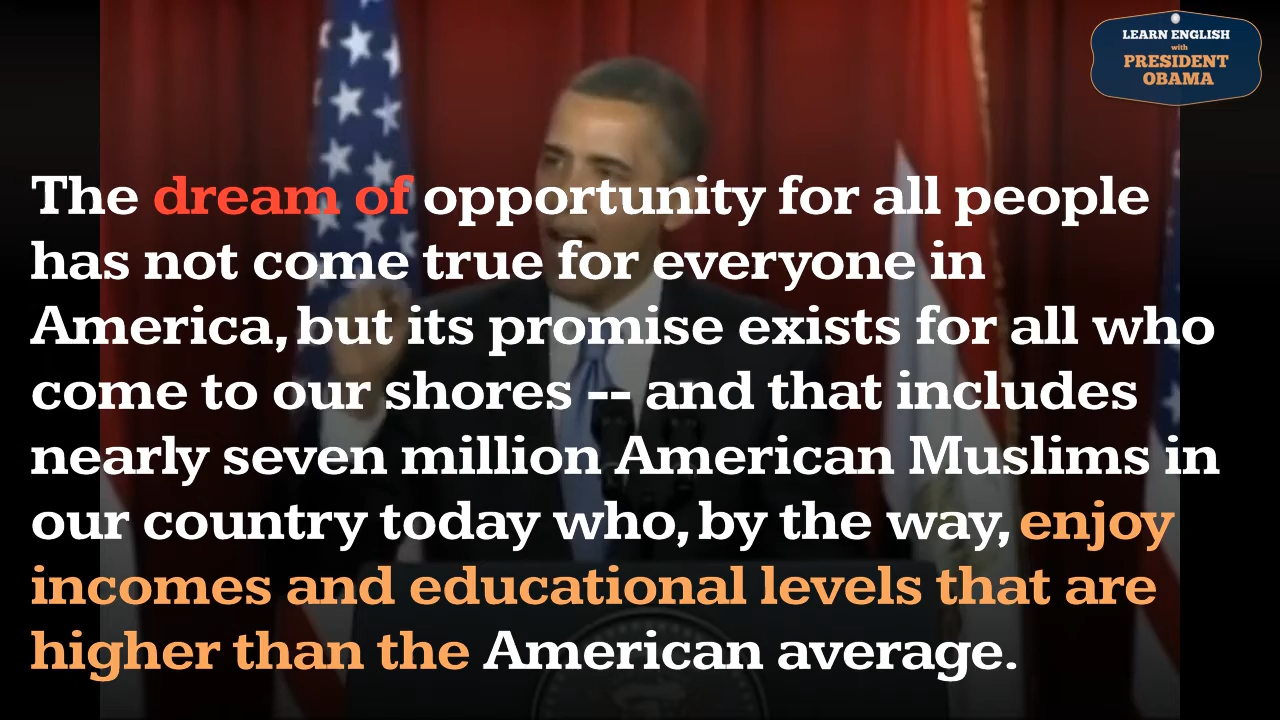 LEARN ENGLISH
with
PRESIDENT
OBAMA
The dream of opportunity for all people
has not come true for everyone in
America, but its promise exists for all who
come to our shores -- and that includes
nearly seven million American Muslims in
our country today who, by the way, enjoy
incomes and educational levels that are
higher than the American average.